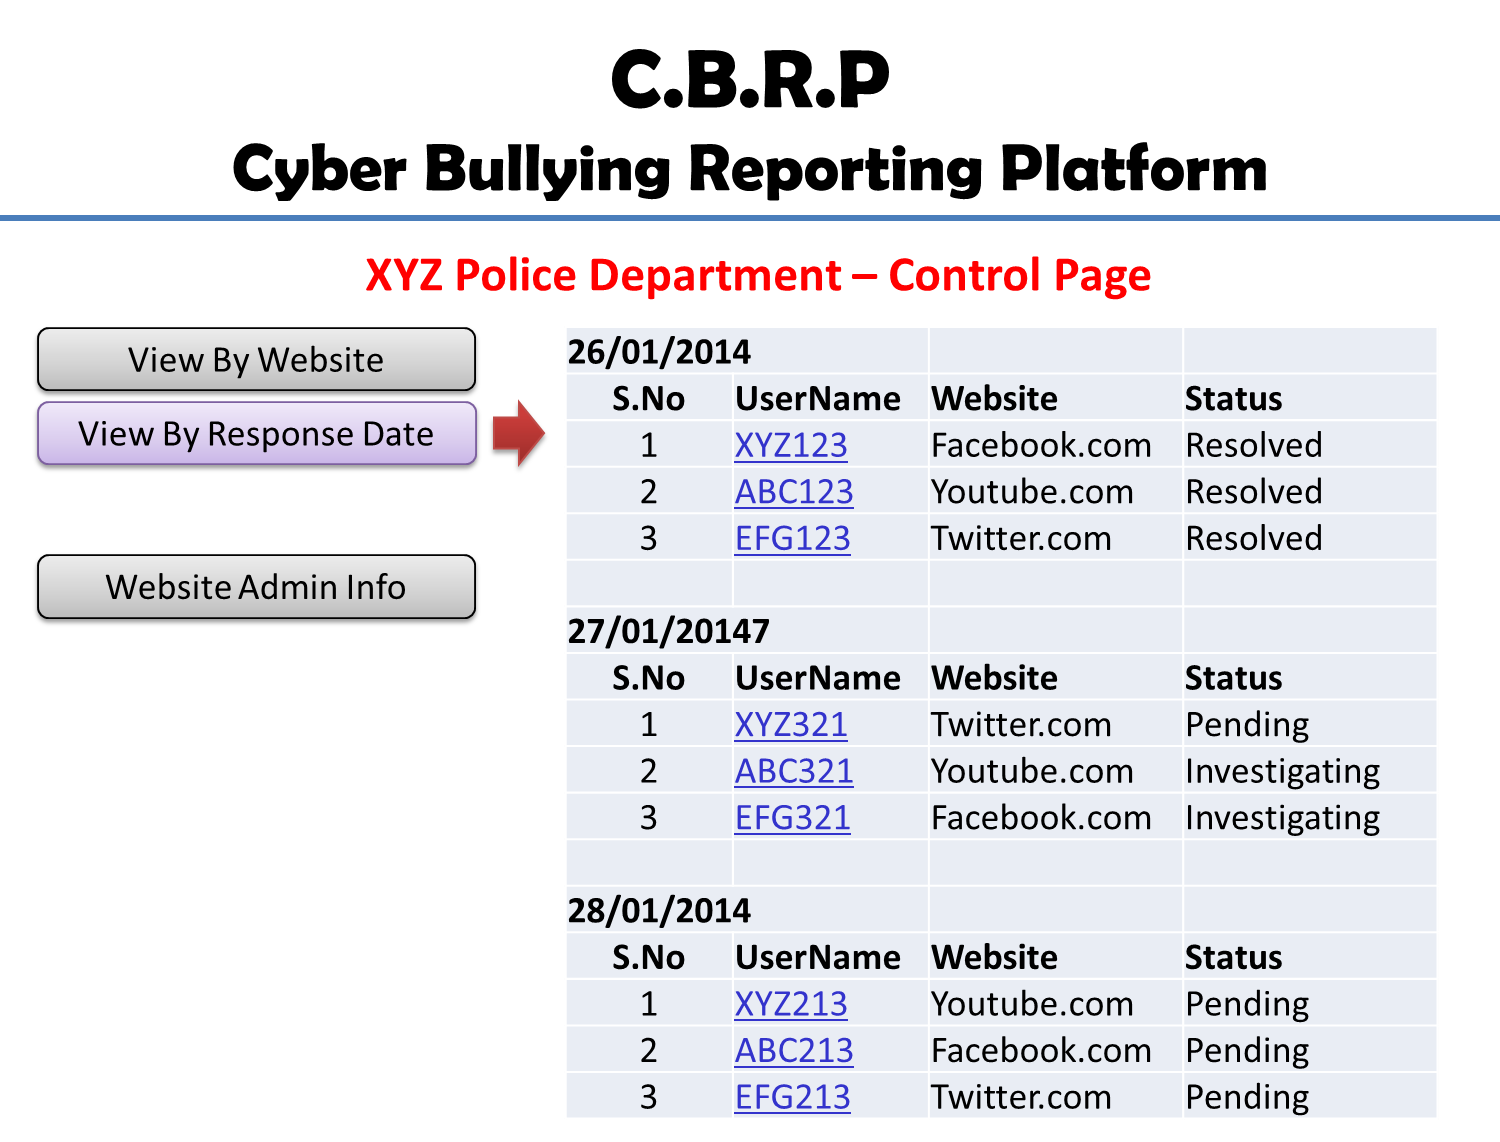 C.B.R.P
Cyber Bullying Reporting Platform
XYZ Police Department – Control Page
View By Website
View By Response Date
Website Admin Info
26/01/2014
S.No UserName Website Status
1 XYZ123 Facebook.com Resolved
2 ABC123 Youtube.com Resolved
3 EFG123 Twitter.com Resolved
27/01/20147
S.No UserName Website Status
1 XYZ321 Twitter.com Pending
2 ABC321 Youtube.com Investigating
3 EFG321 Facebook.com Investigating
28/01/2014
S.No UserName Website Status
1 XYZ213 Youtube.com Pending
2 ABC213 Facebook.com Pending
3 EFG213 Twitter.com Pending